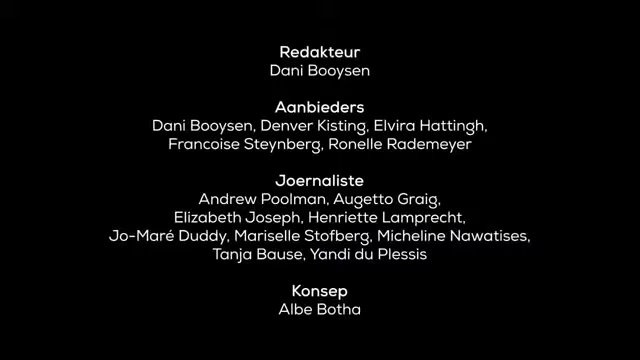 Redakteur
Dani Booysen
Aanbieders
Dani Booysen, Denver Kisting, Elvira Hattingh,
Francoise Steynberg, Ronelle Rademeyer
Joernaliste
Andrew Poolman, Augetto Graig,
Elizabeth Joseph, Henriette Lamprecht,
Jo-Maré Duddy, Mariselle Stofberg, Micheline Nawatises,
Tanja Bause, Yandi du Plessis
Konsep
Albe Botha